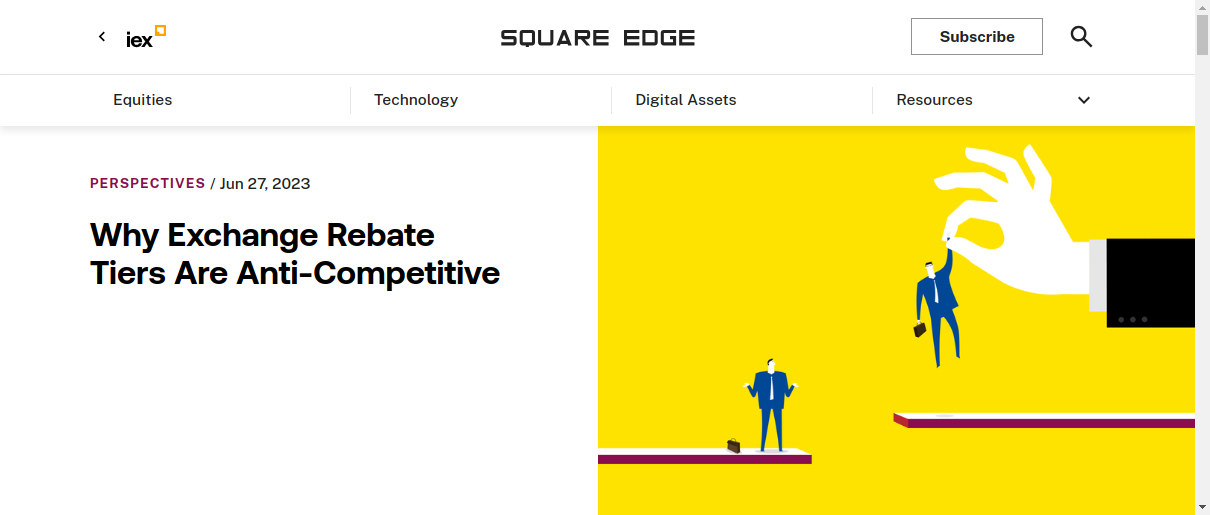 iex
SQUARE EDGE
Subscribe
Equities
Technology
Digital Assets
Resources
PERSPECTIVES / Jun 27, 2023
Why Exchange Rebate
Tiers Are Anti-Competitive